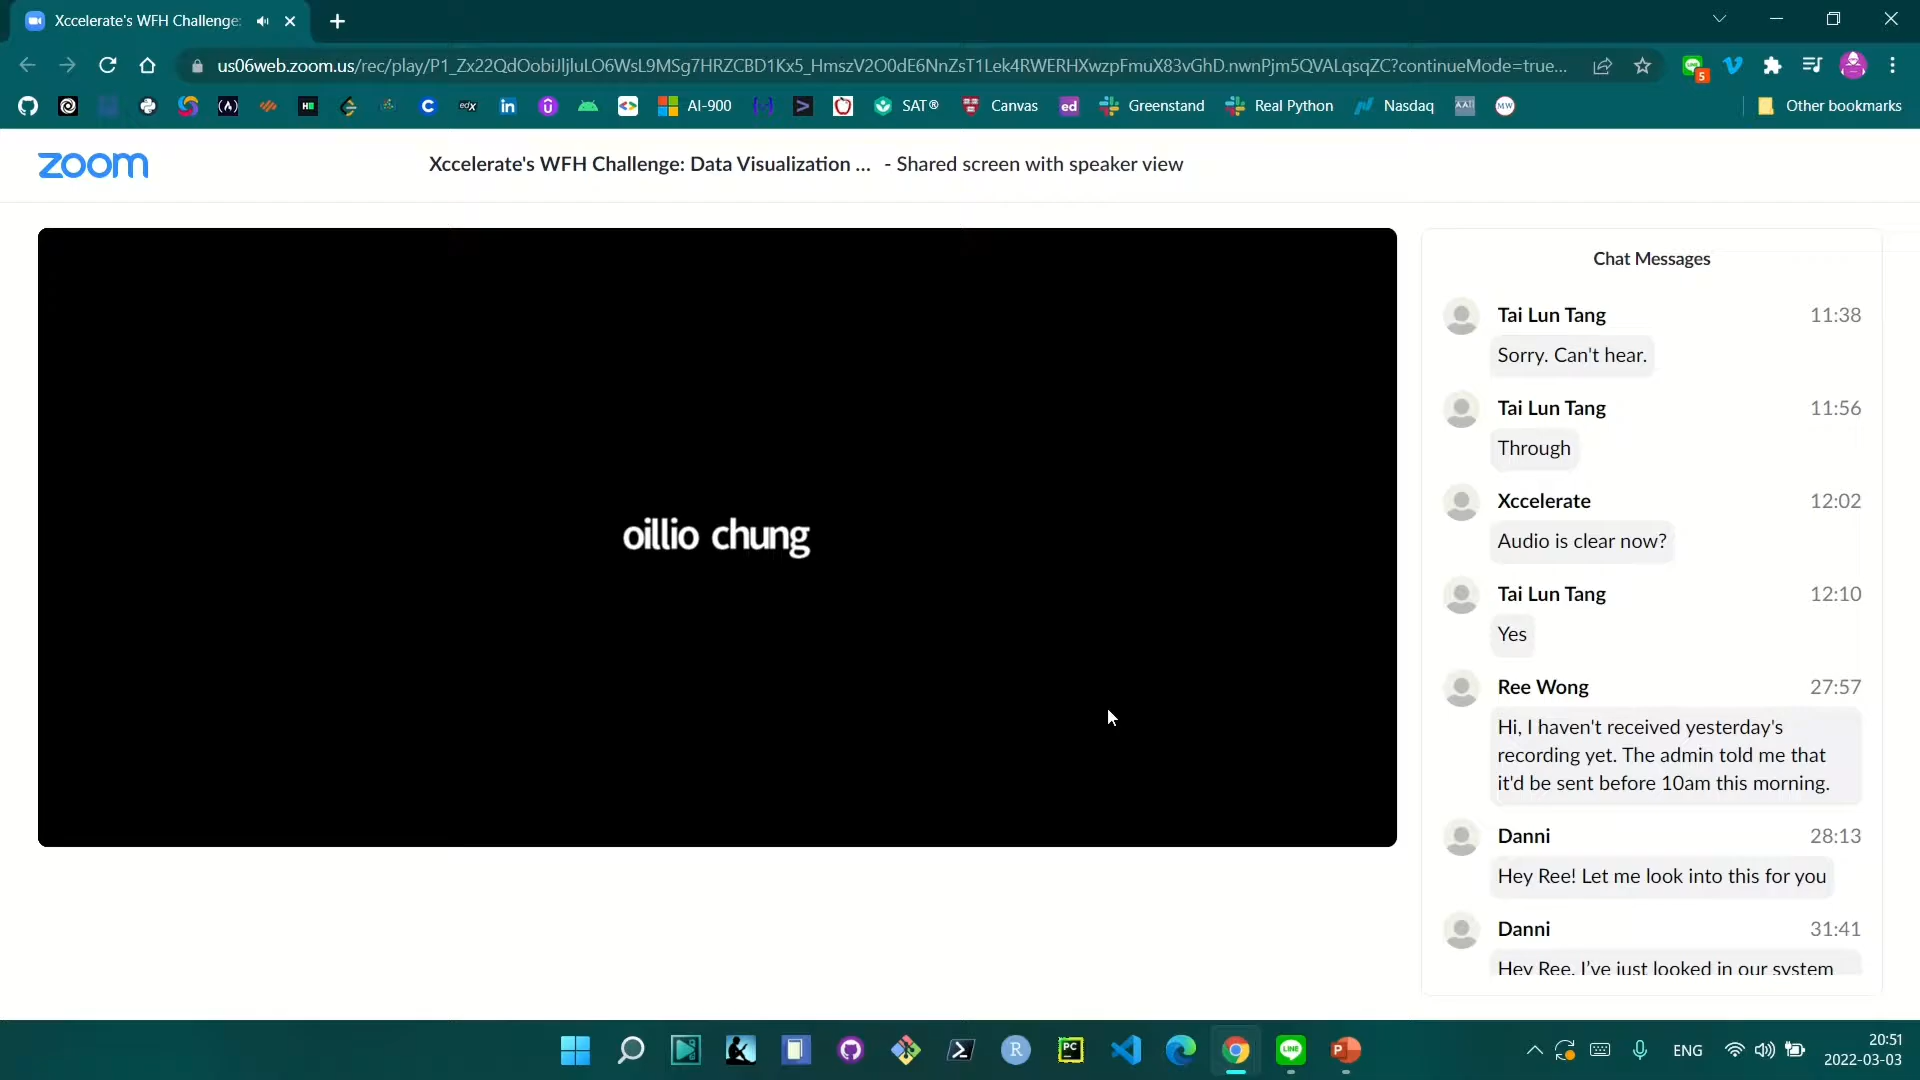 Xccelerate's WFH Challenge:
us06web.zoom.us/rec/play/P1_Zx22QdOobiJljluLO6WsL9MSg7HRZCBD1Kx5_HmszV2O0dE6NnZsT1Lek4RWERHXwzpFmuX83vGhD.nwnPjm5QVALqsqZC?continueMode=true...
5
AI-900
SAT®
Canvas
ed
Greenstand
Real Python
Nasdaq
MW
Other bookmarks
zoom
Xccelerate's WFH Challenge: Data Visualization ... - Shared screen with speaker view
oillio chung
Chat Messages
Tai Lun Tang 11:38
Sorry. Can't hear.
Tai Lun Tang 11:56
Through
Xccelerate 12:02
Audio is clear now?
Tai Lun Tang 12:10
Yes
Ree Wong 27:57
Hi, I haven't received yesterday's
recording yet. The admin told me that
it'd be sent before 10am this morning.
Danni 28:13
Hey Ree! Let me look into this for you
Danni 31:41
Hey Ree, I've just looked in our system
ENG
20:51
2022-03-03